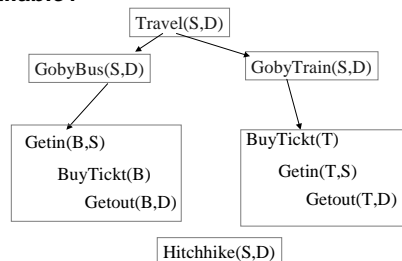 Travel(S,D)
GobyBus(S,D)
GobyTrain(S,D)
Getin(B,S)
BuyTickt(B)
Getout(B,D)
BuyTickt(T)
Getin(T,S)
Getout(T,D)
Hitchhike(S,D)